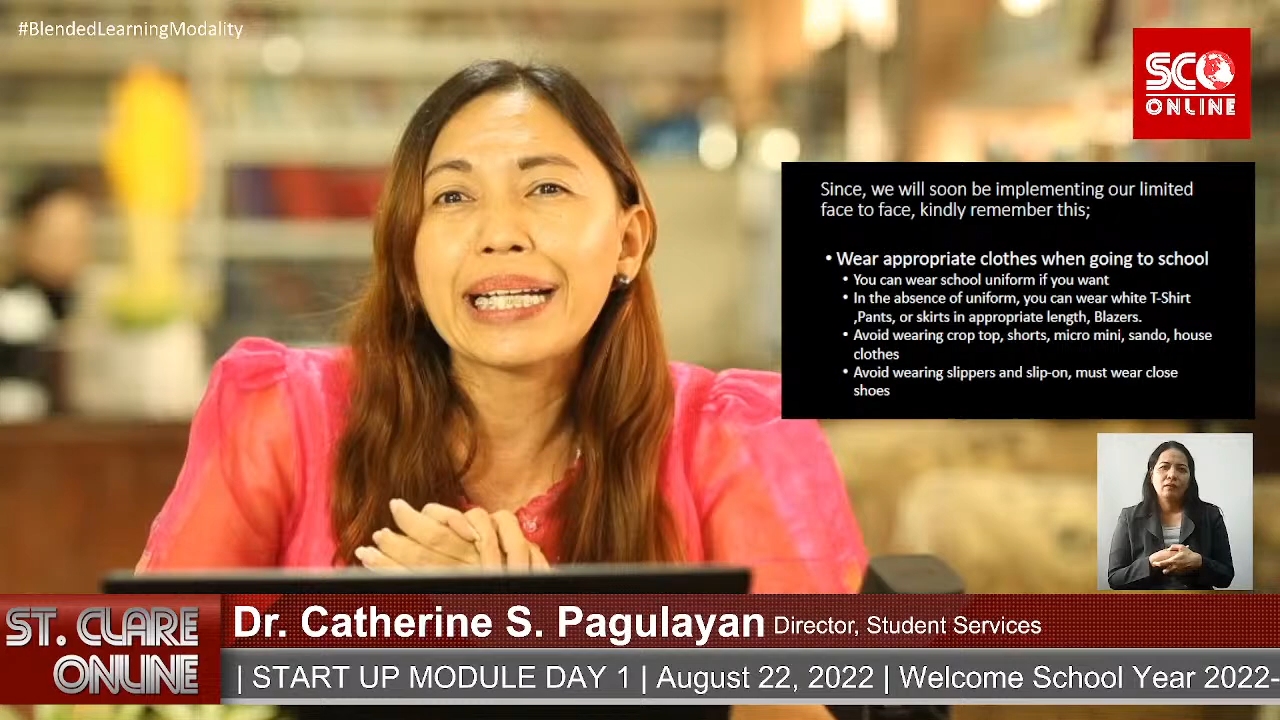 #BlendedLearningModality
SCO
ONLINE
Since, we will soon be implementing our limited
face to face, kindly remember this;
• Wear appropriate clothes when going to school
• You can wear school uniform if you want
• In the absence of uniform, you can wear white T-Shirt
,Pants, or skirts in appropriate length, Blazers.
• Avoid wearing crop top, shorts, micro mini, sando, house
clothes
• Avoid wearing slippers and slip-on, must wear close
shoes
ST. CLARE
ONLINE
Dr. Catherine S. Pagulayan Director, Student Services
| START UP MODULE DAY 1 | August 22, 2022 | Welcome School Year 2022-